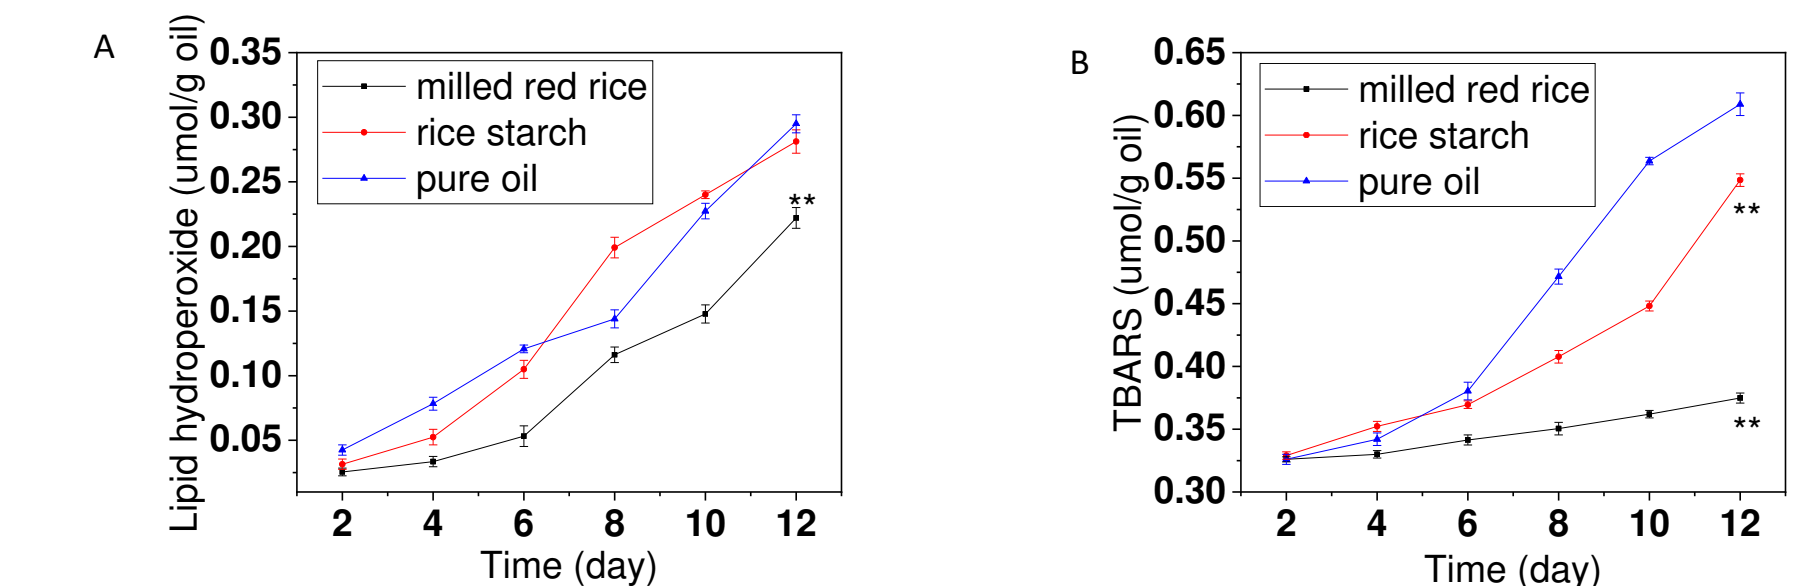 A
Lipid hydroperoxide (umol/g oil)
0.35
0.30
0.25
0.20
0.15
0.10
0.05
milled red rice
rice starch
pure oil
**
2 4 6 8 10 12
Time (day)
B
TBARS (umol/g oil)
0.65
0.60
0.55
0.50
0.45
0.40
0.35
0.30
milled red rice
rice starch
pure oil
**
**
2 4 6 8 10 12
Time (day)